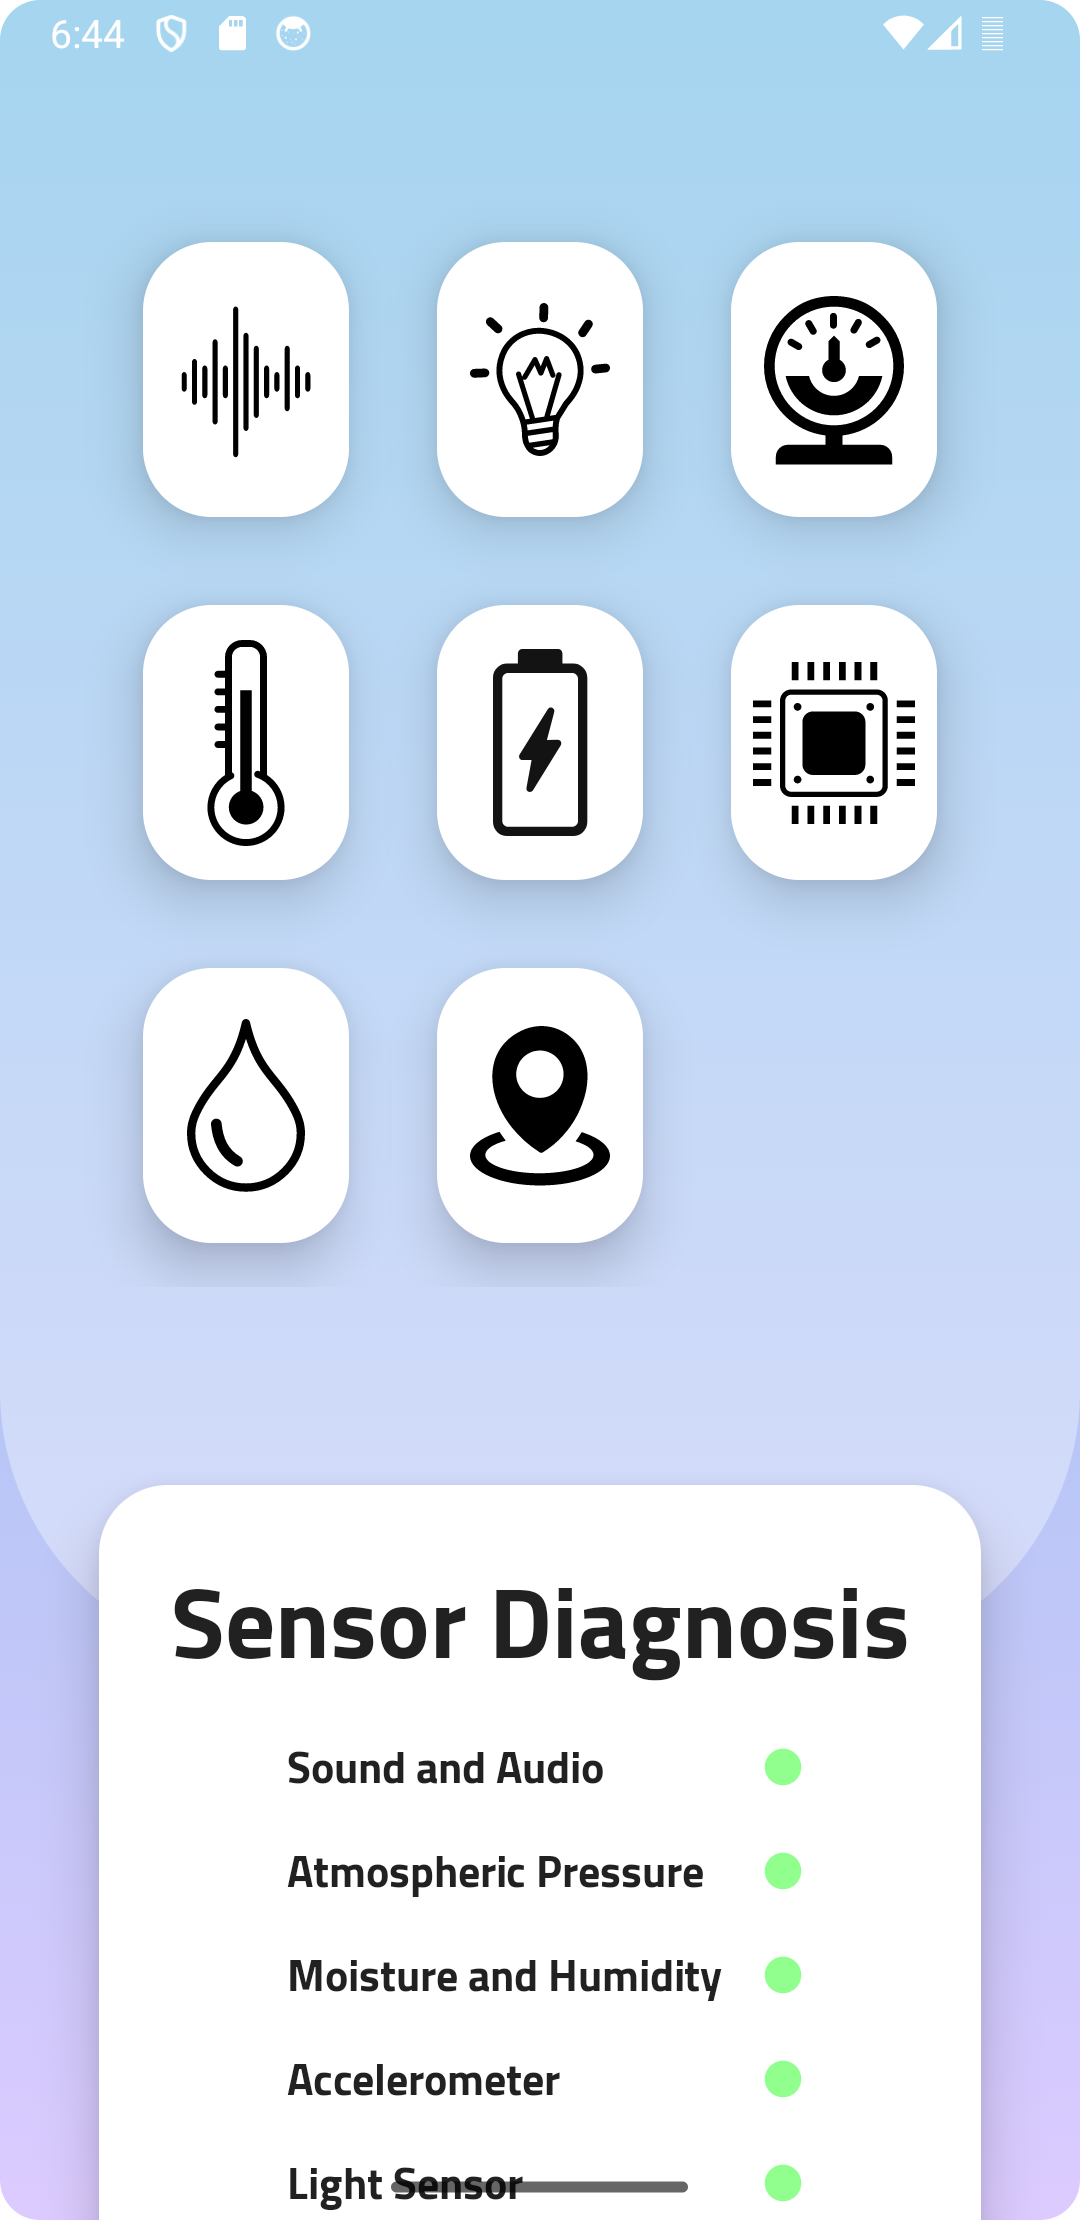 6:44
Sensor Diagnosis
Sound and Audio
Atmospheric Pressure
Moisture and Humidity
Accelerometer
Light Sensor